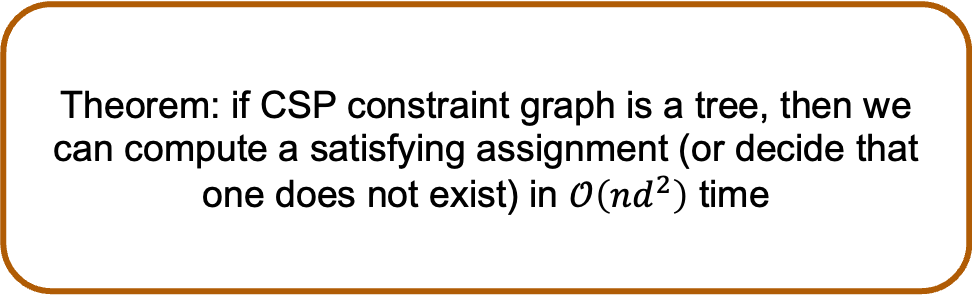 Theorem: if CSP constraint graph is a tree, then we
can compute a satisfying assignment (or decide that
one does not exist) in 𝒪(𝑛𝑑²) time